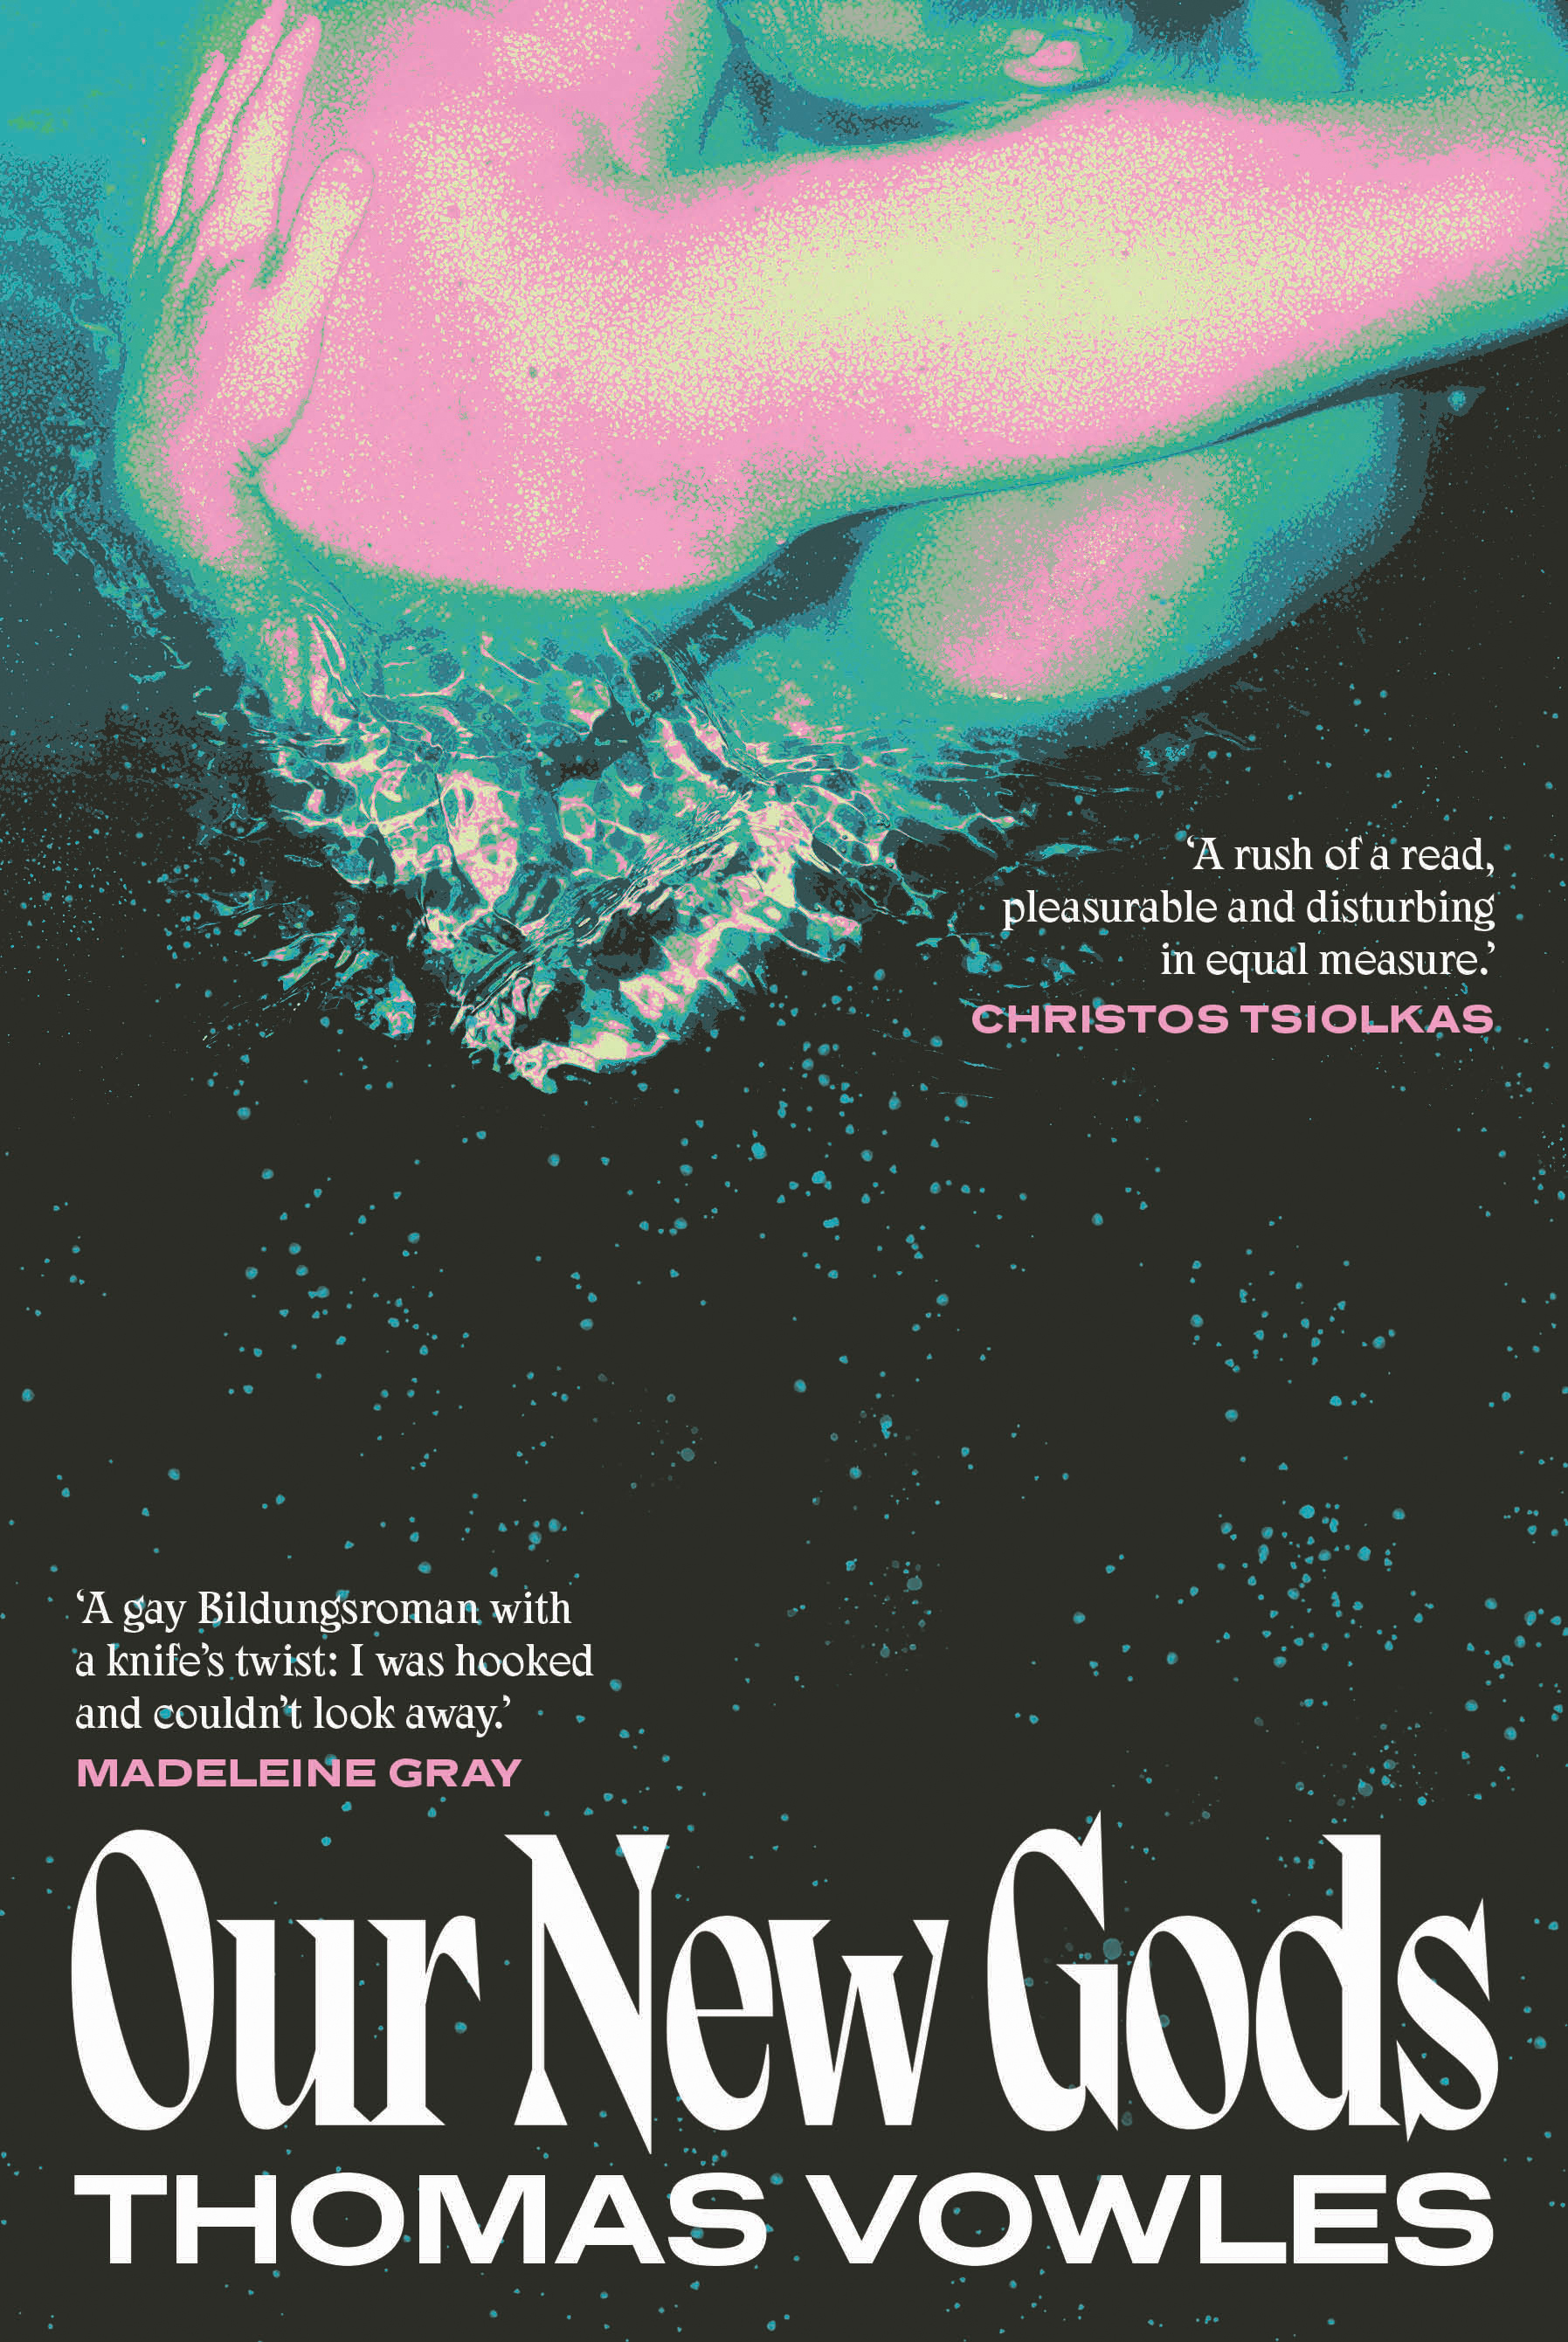 ‘A rush of a read,
pleasurable and disturbing
in equal measure.’
CHRISTOS TSIOLKAS
‘A gay Bildungsroman with
a knife’s twist: I was hooked
and couldn’t look away.’
MADELEINE GRAY
Our New Gods
THOMAS VOWLES